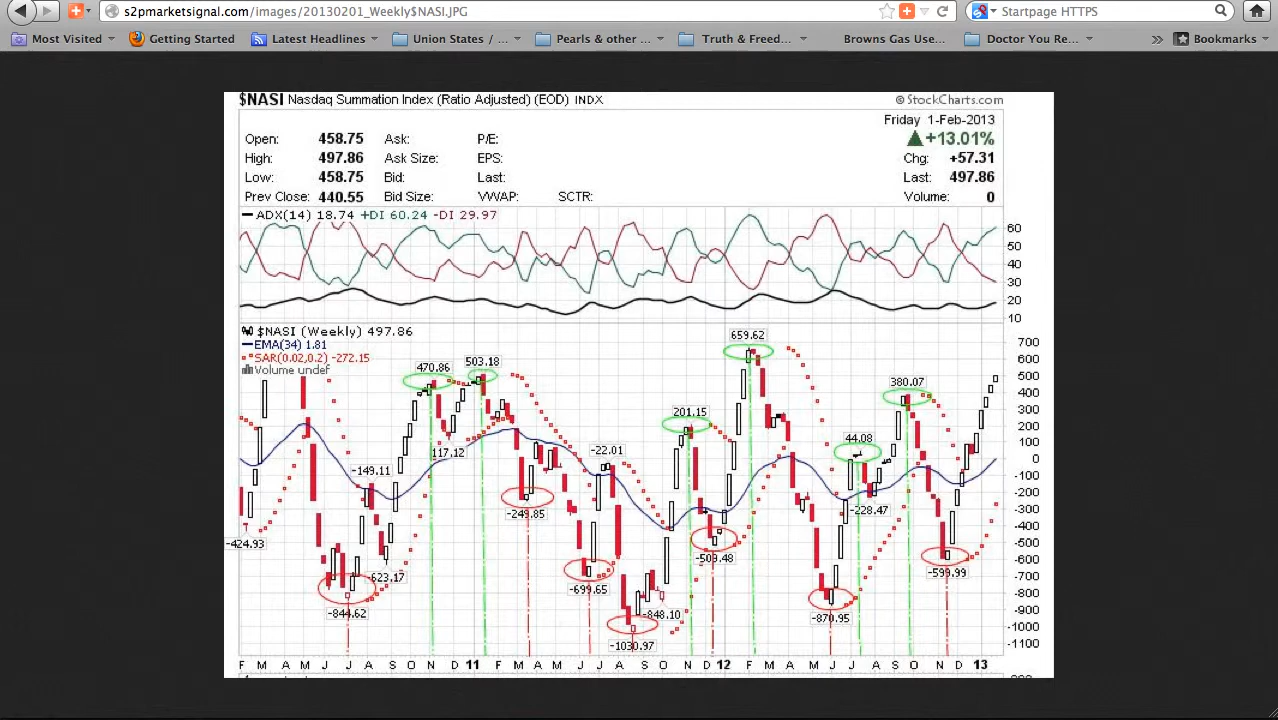 s2pmarketsignal.com/images/20130201_Weekly$NASI.JPG
Startpage HTTPS
Most Visited Getting Started Latest Headlines Union States / ... Pearls & other ... Truth & Freed... Browns Gas Use... Doctor You Re... » Bookmarks
$NASI Nasdaq Summation Index (Ratio Adjusted) (EOD) INDX
© StockCharts.com
Friday 1-Feb-2013
Open: 458.75 Ask: P/E: +13.01%
High: 497.86 Ask Size: EPS: Chg: +57.31
Low: 458.75 Bid: Last: Last: 497.86
Prev Close: 440.55 Bid Size: VWAP: SCTR: Volume: 0
ADX(14) 18.74 +DI 60.24 -DI 29.97
60
50
40
30
20
10
$NASI (Weekly) 497.86
EMA(34) 1.81
SAR(0.02,0.2) -272.15
Volume undef
659.62
503.18
470.86
380.07
201.15
44.08
117.12
-22.01
-149.11
-228.47
-249.85
-424.93
-509.48
-599.99
-623.17
-699.65
-844.62
-848.10
-870.95
-1030.97
700
600
500
400
300
200
100
0
-100
-200
-300
-400
-500
-600
-700
-800
-900
-1000
-1100
F M A M J J A S O N D 11 F M A M J J A S O N D 12 F M A M J J A S O N D 13